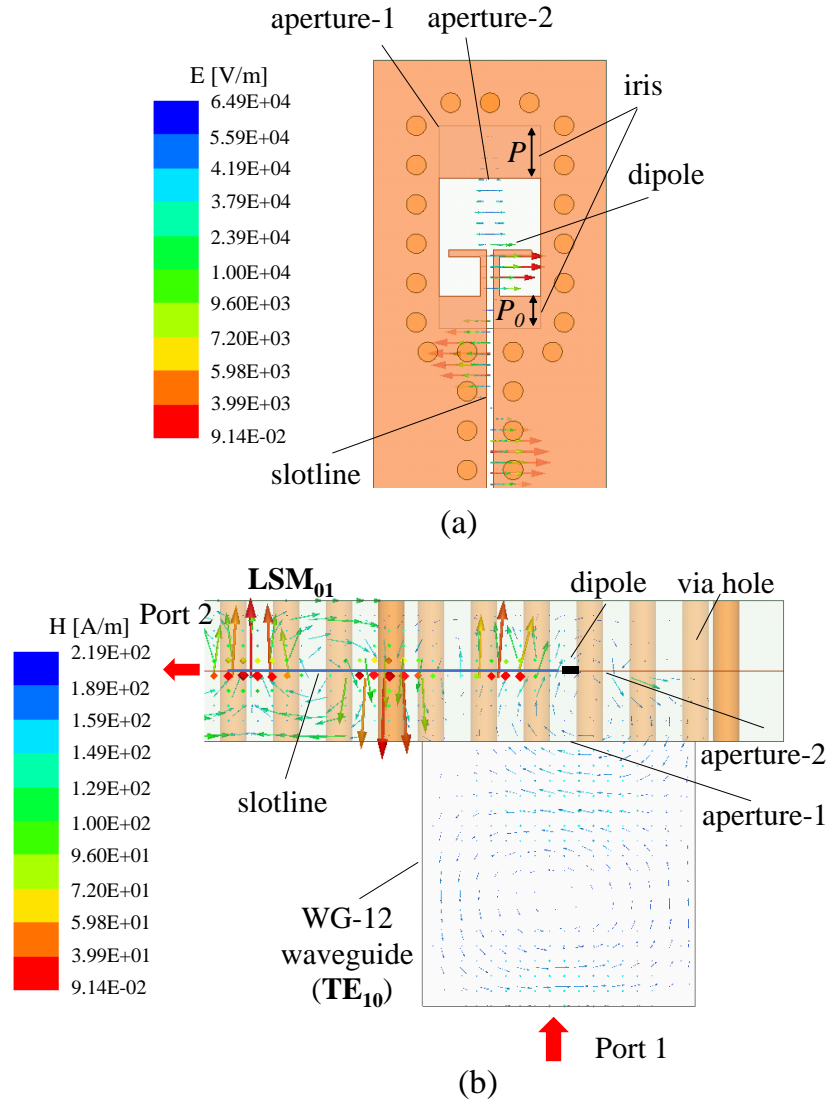 aperture-1
aperture-2
E [V/m]
6.49E+04
5.59E+04
4.19E+04
3.79E+04
2.39E+04
1.00E+04
9.60E+03
7.20E+03
5.98E+03
3.99E+03
9.14E-02
iris
P
dipole
P0
slotline
(a)
LSM01
dipole
via hole
Port 2
H [A/m]
2.19E+02
1.89E+02
1.59E+02
1.49E+02
1.29E+02
1.00E+02
9.60E+01
7.20E+01
5.98E+01
3.99E+01
9.14E-02
slotline
aperture-2
aperture-1
WG-12
waveguide
(TE10)
Port 1
(b)